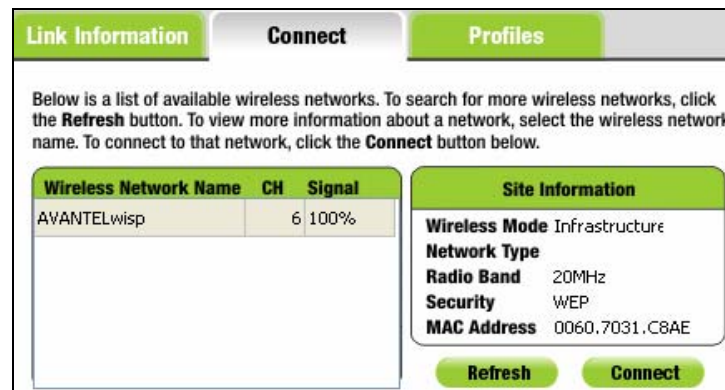 Link Information Connect Profiles
Below is a list of available wireless networks. To search for more wireless networks, click
the Refresh button. To view more information about a network, select the wireless network
name. To connect to that network, click the Connect button below.
Wireless Network Name CH Signal
AVANTELwisp 6 100%
Site Information
Wireless Mode Infrastructure
Network Type
Radio Band 20MHz
Security WEP
MAC Address 0060.7031.C8AE
Refresh Connect